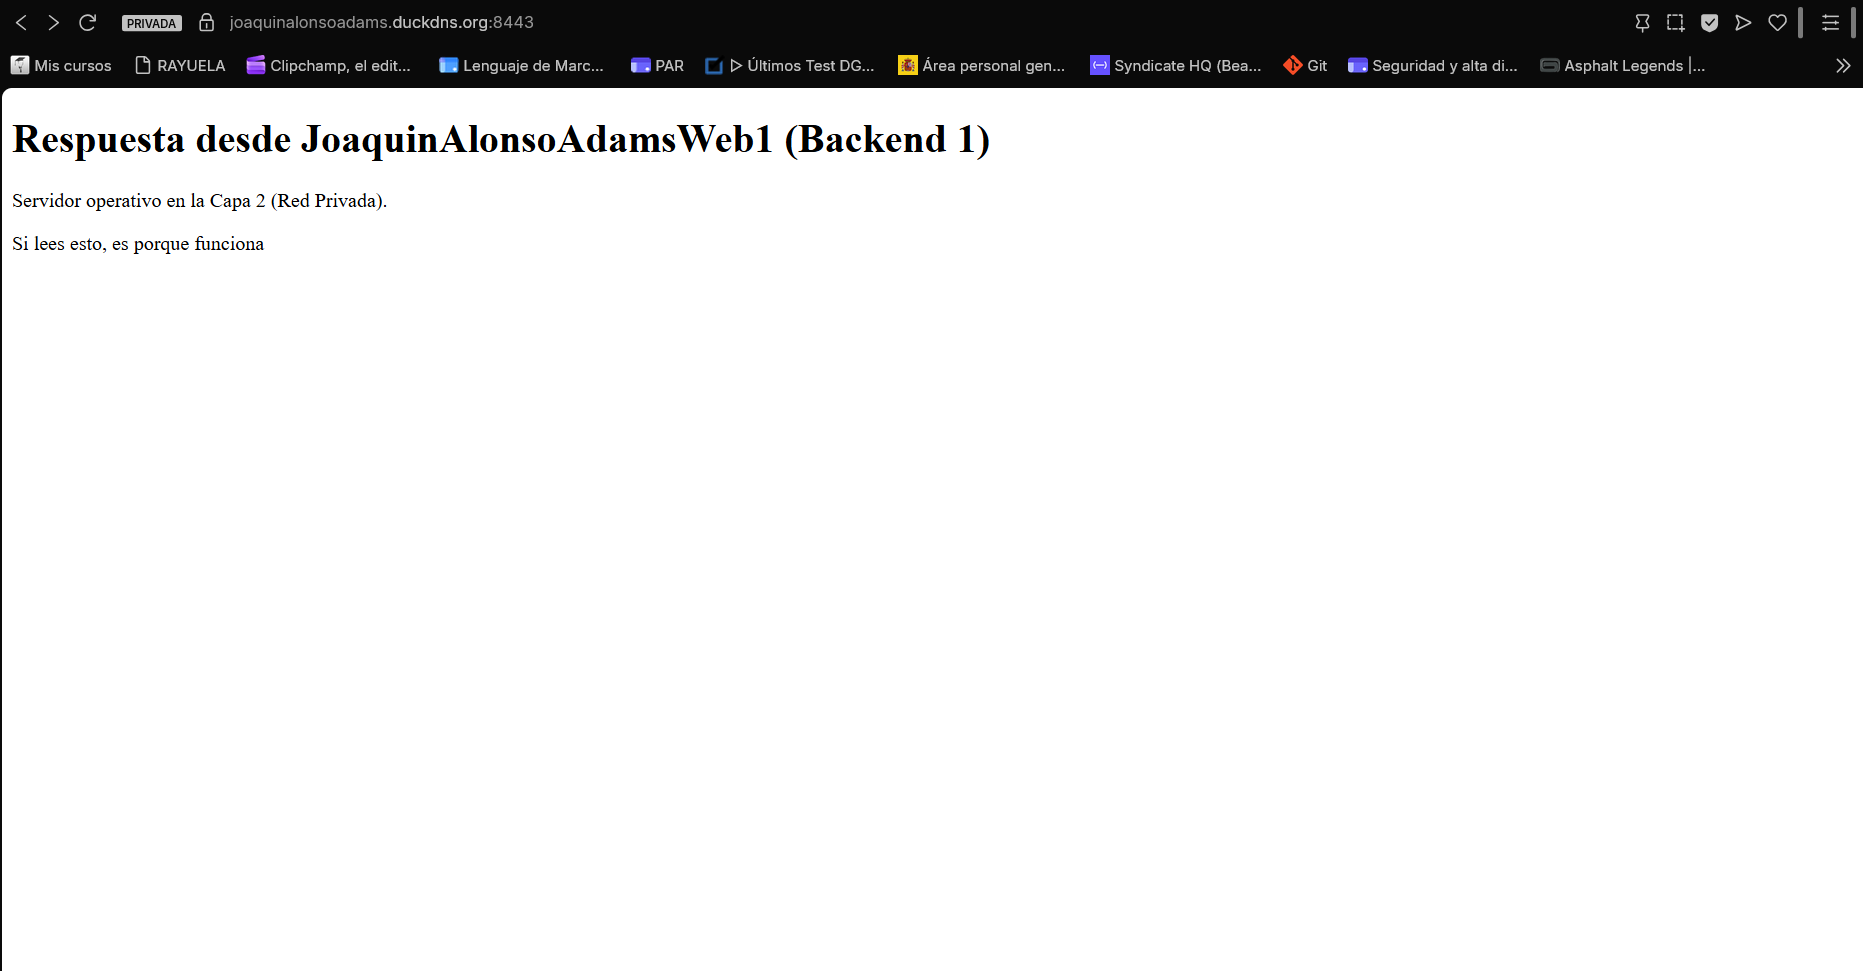 PRIVADA joaquinalonsoadams.duckdns.org:8443
Mis cursos RAYUELA Clipchamp, el edit... Lenguaje de Marc... PAR ᐅ Últimos Test DG... Área personal gen... Syndicate HQ (Bea... Git Seguridad y alta di... Asphalt Legends |...
Respuesta desde JoaquinAlonsoAdamsWeb1 (Backend 1)
Servidor operativo en la Capa 2 (Red Privada).
Si lees esto, es porque funciona